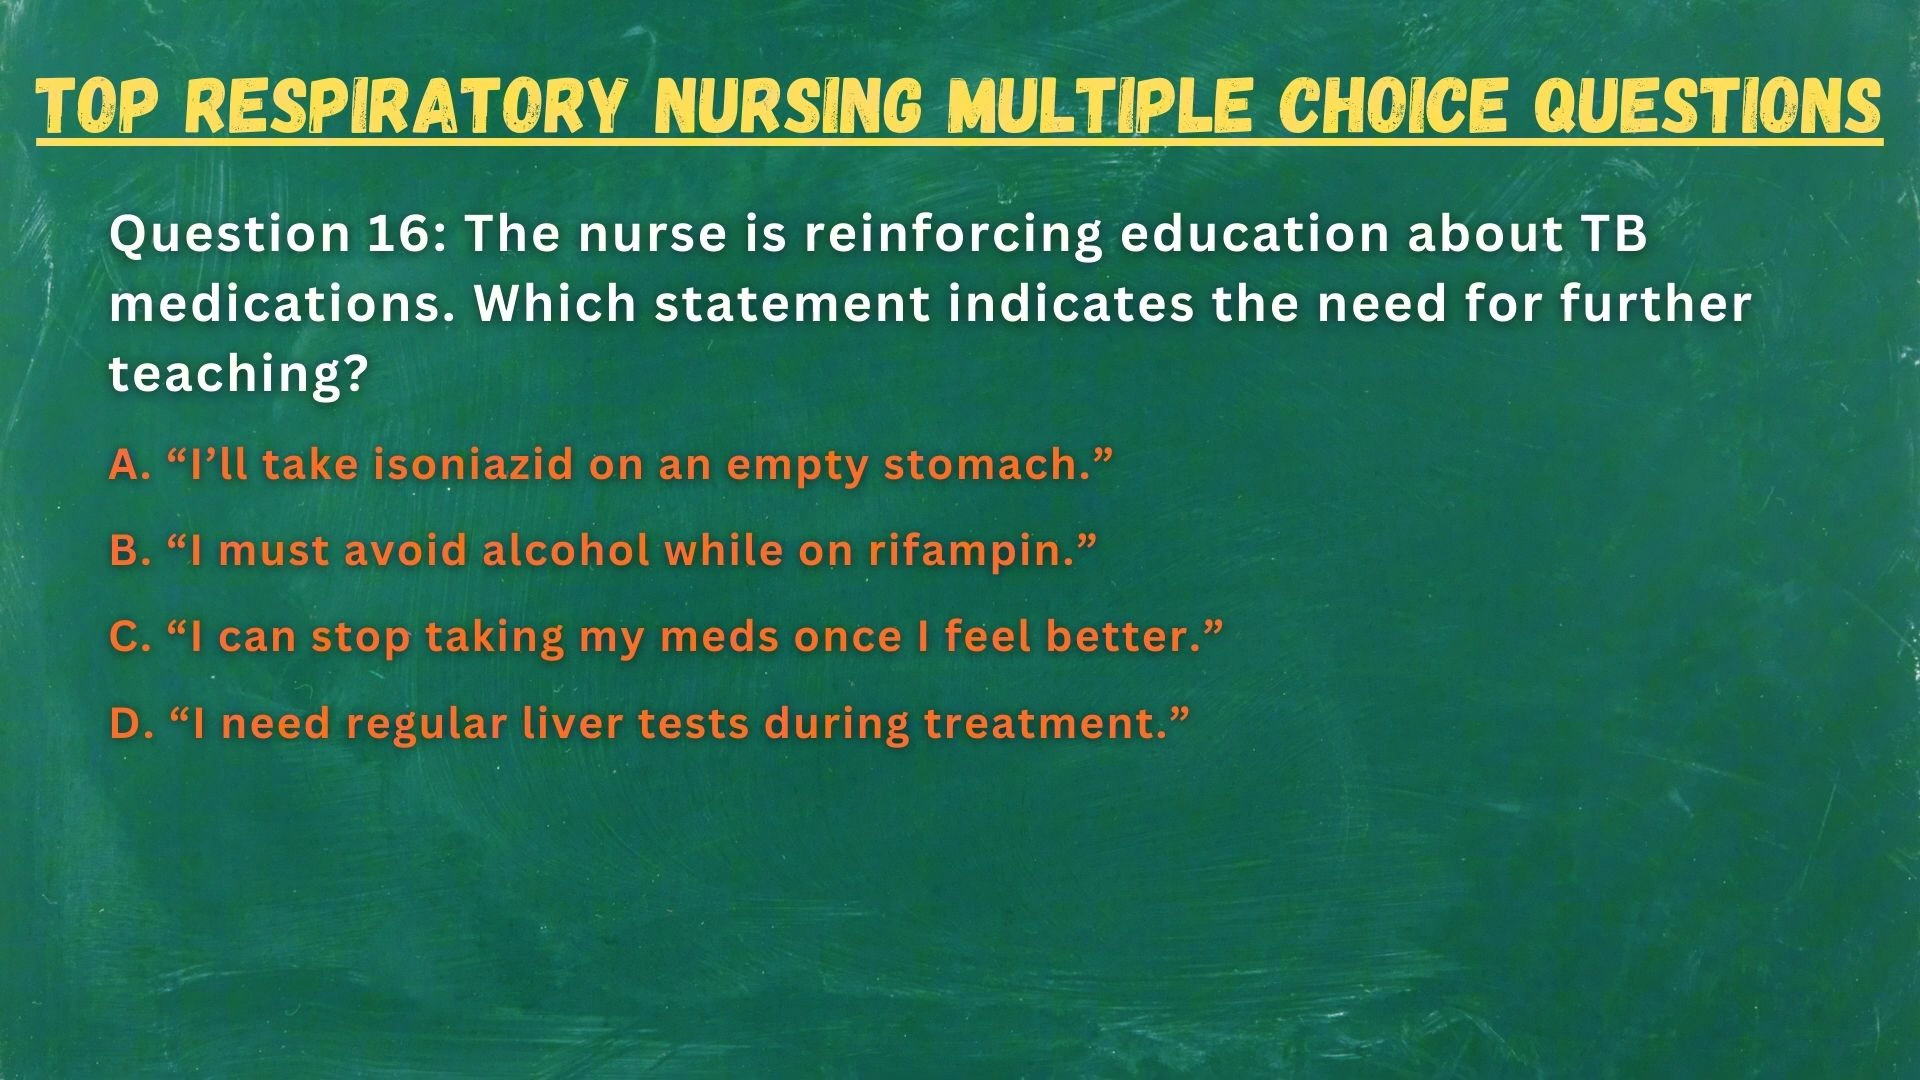 TOP RESPIRATORY NURSING MULTIPLE CHOICE QUESTIONS
Question 16: The nurse is reinforcing education about TB
medications. Which statement indicates the need for further
teaching?
A. “I’ll take isoniazid on an empty stomach.”
B. “I must avoid alcohol while on rifampin.”
C. “I can stop taking my meds once I feel better.”
D. “I need regular liver tests during treatment.”